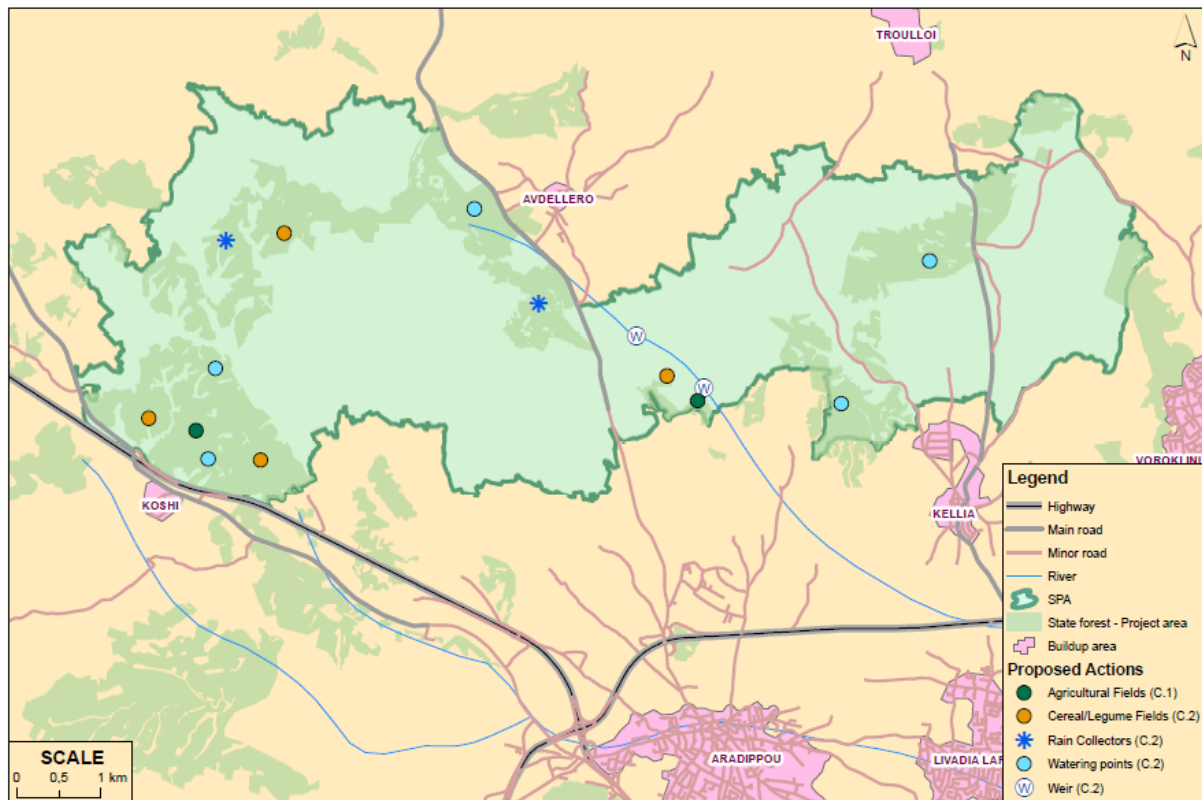 TROULLOI
N
AVDELLERO
KOSHI
KELLIA
VOROKLINI
ARADIPPOU
LIVADIA LAR
W
W
Legend
Highway
Main road
Minor road
River
SPA
State forest - Project area
Buildup area
Proposed Actions
Agricultural Fields (C.1)
Cereal/Legume Fields (C.2)
Rain Collectors (C.2)
Watering points (C.2)
W Weir (C.2)
SCALE
0 0,5 1 km